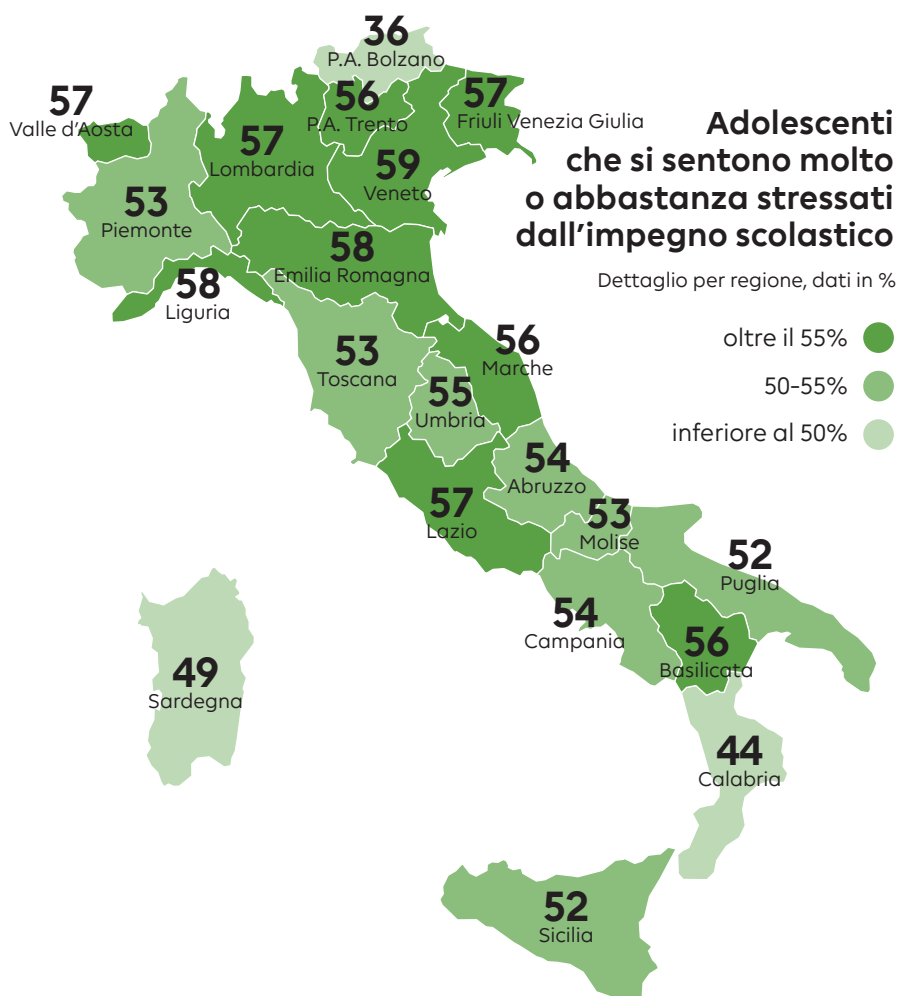 36
P.A. Bolzano
57
Valle d'Aosta
56
P.A. Trento
57
Friuli Venezia Giulia
Adolescenti
che si sentono molto
o abbastanza stressati
dall'impegno scolastico
Dettaglio per regione, dati in %
oltre il 55%
50-55%
inferiore al 50%
57
Lombardia
59
Veneto
53
Piemonte
58
Emilia Romagna
58
Liguria
53
Toscana
56
Marche
55
Umbria
54
Abruzzo
57
Lazio
53
Molise
52
Puglia
54
Campania
56
Basilicata
49
Sardegna
44
Calabria
52
Sicilia